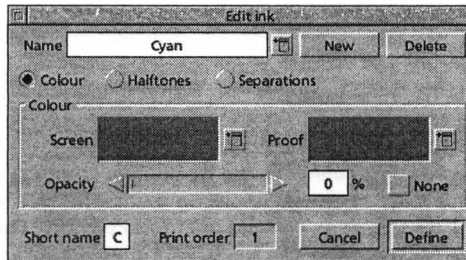 Edit ink
Name Cyan New Delete
Colour Halftones Separations
Colour
Screen Proof
Opacity 0 % None
Short name C Print order 1 Cancel Define